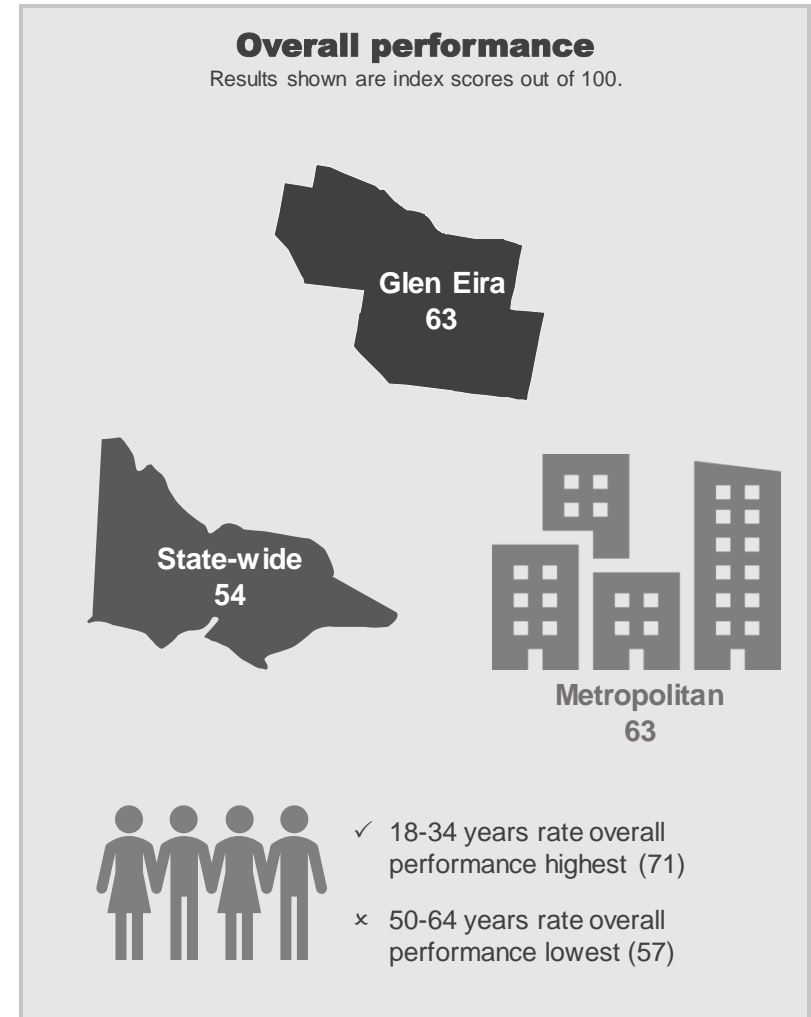 Overall performance
Results shown are index scores out of 100.
Glen Eira
63
State-wide
54
Metropolitan
63
✓ 18-34 years rate overall
performance highest (71)
× 50-64 years rate overall
performance lowest (57)